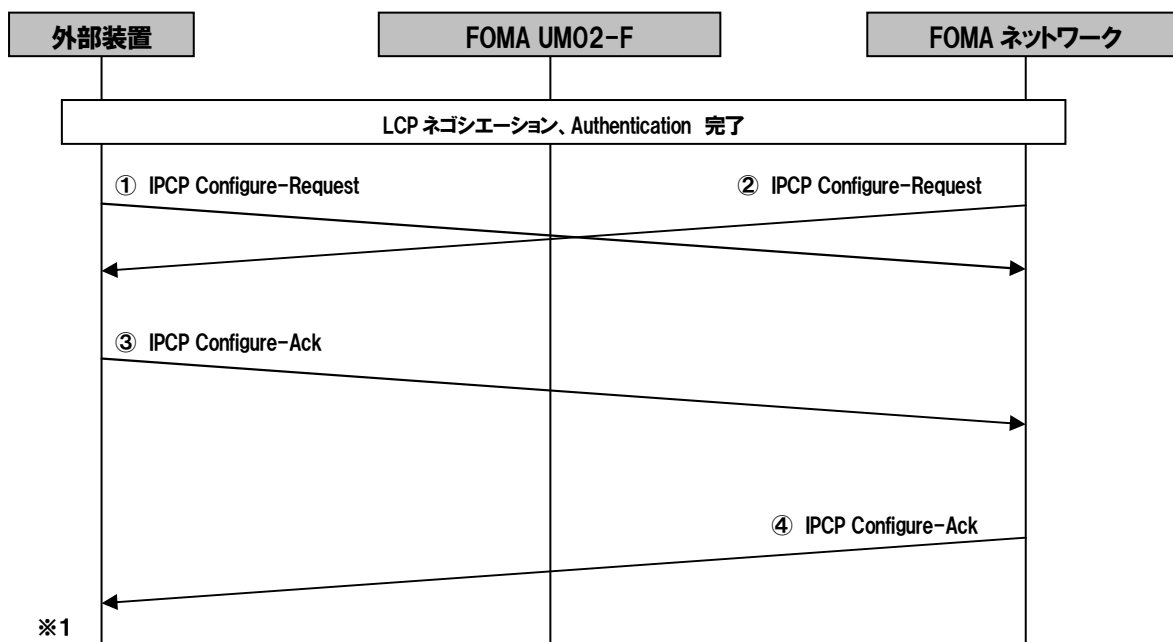 外部装置
FOMA UM02-F
FOMA ネットワーク
LCP ネゴシエーション、Authentication 完了
① IPCP Configure-Request
② IPCP Configure-Request
③ IPCP Configure-Ack
④ IPCP Configure-Ack
※1